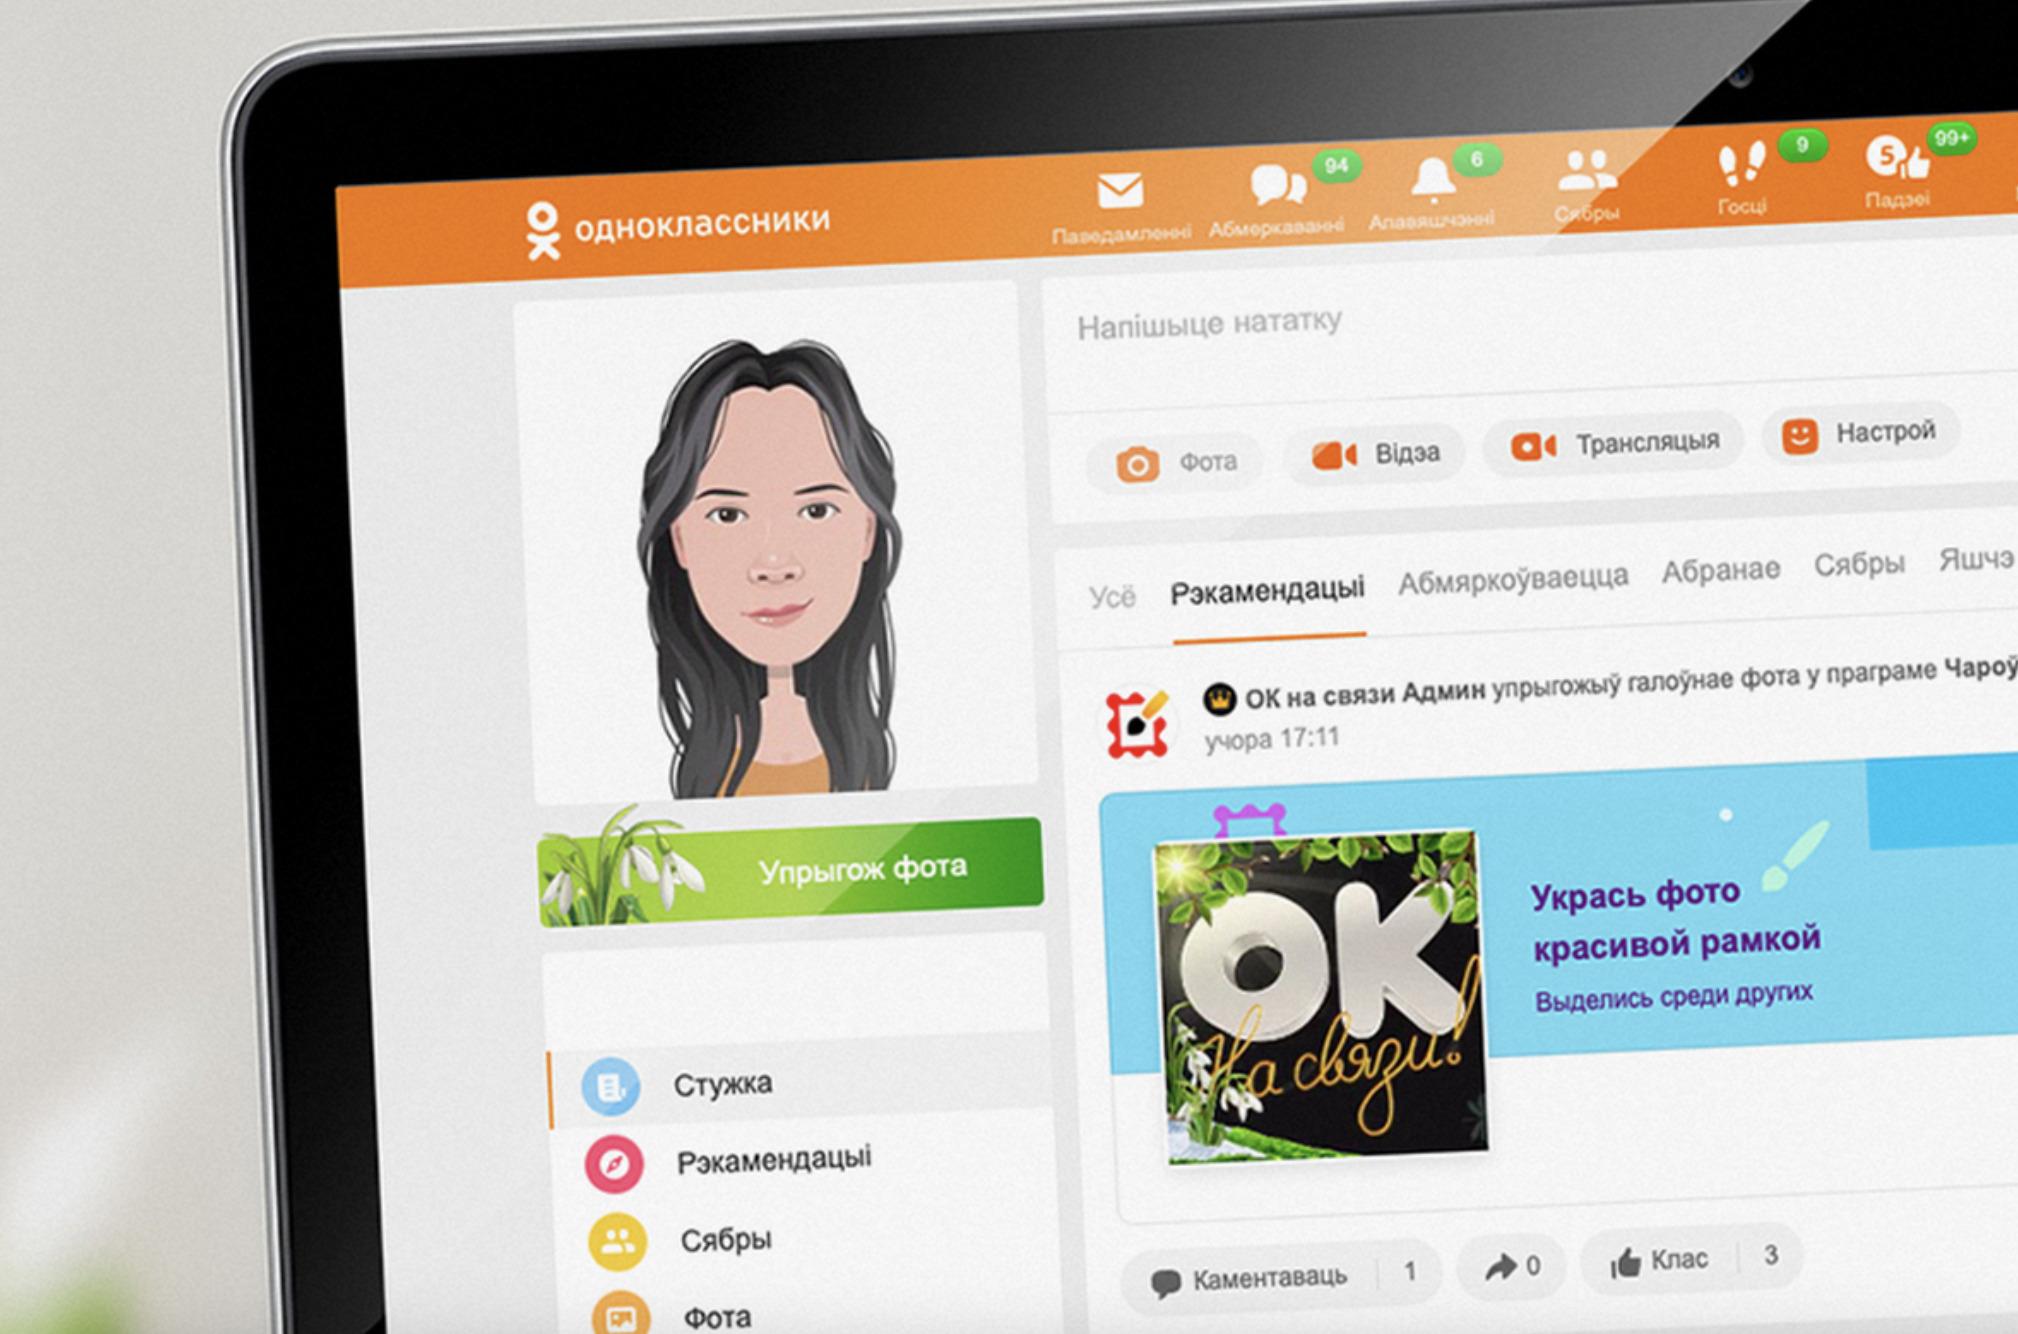 одноклассники
Паведамленні
Абмеркаванні
94
Апавяшчэнні
6
Сябры
Госці
9
Падзеі
5
99+
Напішыце нататку
Фота
Відэа
Трансляцыя
Настрой
Усё Рэкамендацыі Абмяркоўваецца Абранае Сябры Яшчэ
ОК на связи Админ упрыгожыў галоўнае фота у праграме Чароў
учора 17:11
Упрыгож фота
ОК
На связи!
Укрась фото
красивой рамкой
Выделись среди других
Стужка
Рэкамендацыі
Сябры
Фота
Каментаваць 1
0
Клас 3